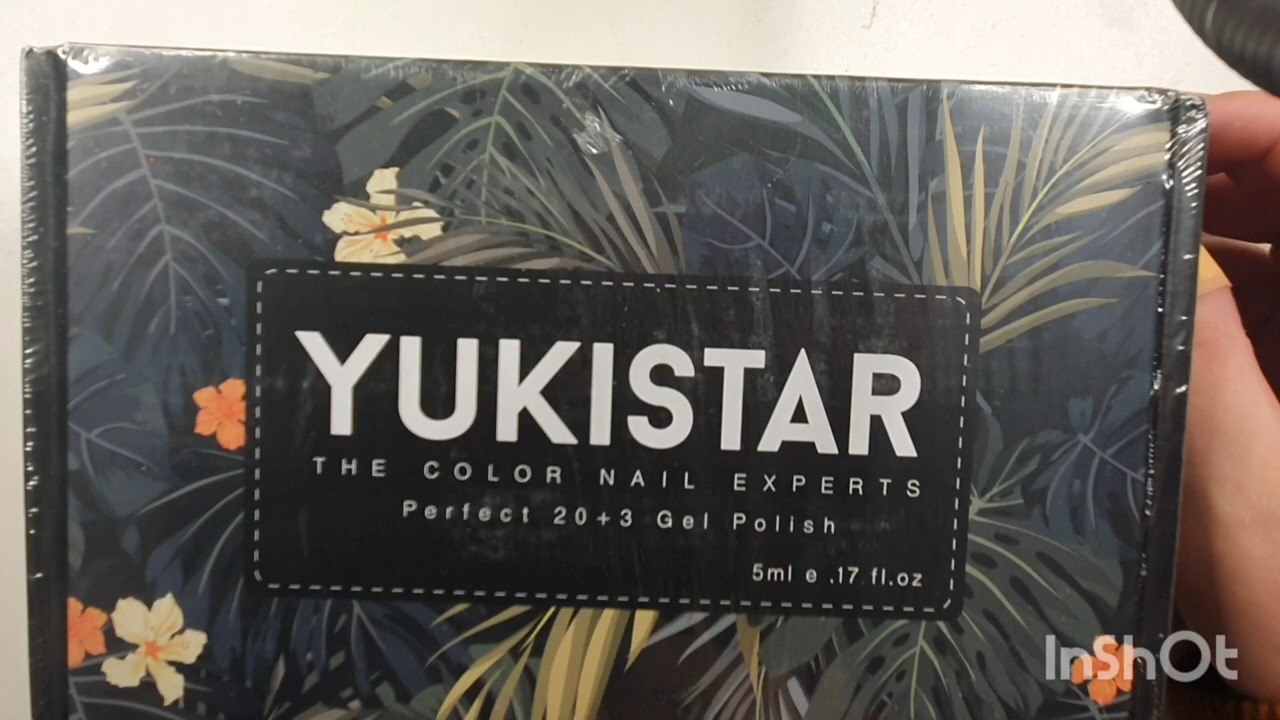 YUKISTAR
THE COLOR NAIL EXPERTS
Perfect 20+3 Gel Polish
5ml e .17 fl.oz
InShOt